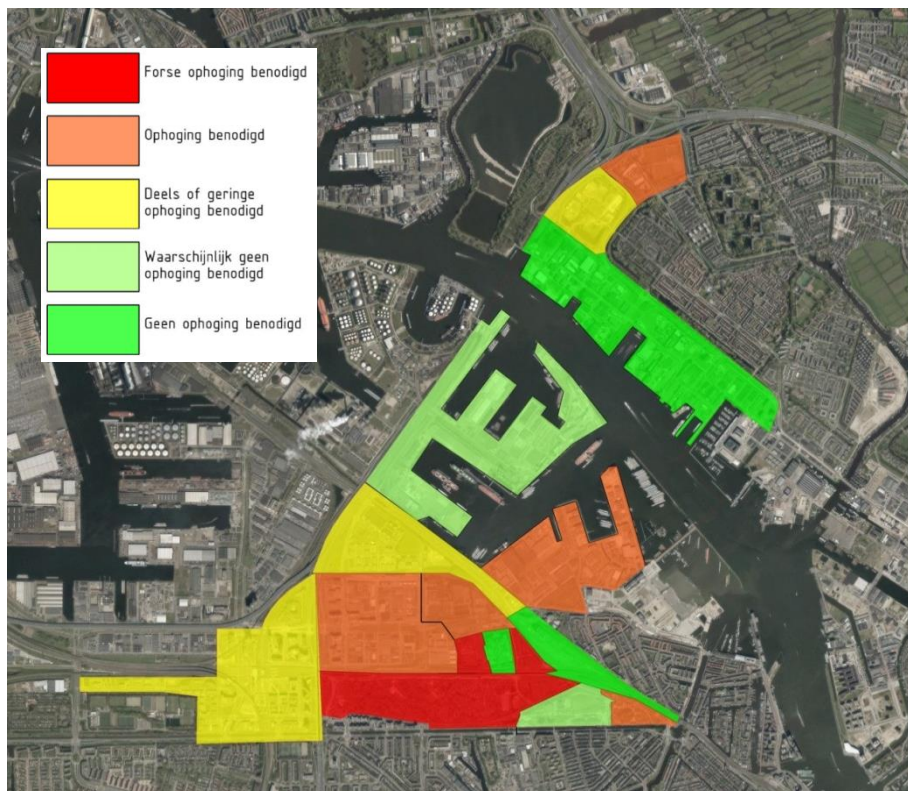 Forse ophoging benodigd
Ophoging benodigd
Deels of geringe
ophoging benodigd
Waarschijnlijk geen
ophoging benodigd
Geen ophoging benodigd